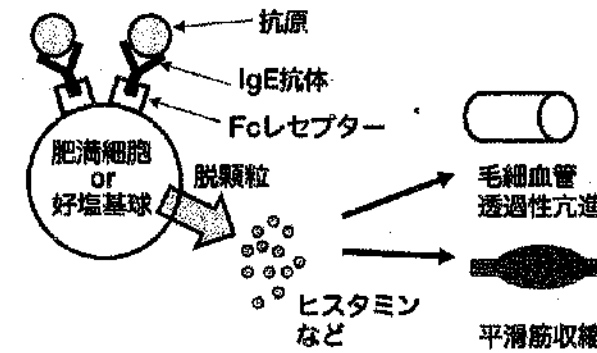 抗原
IgE抗体
Fcレセプター
肥満細胞
or
好塩基球
脱顆粒
ヒスタミン
など
毛細血管
透過性亢進
平滑筋収縮